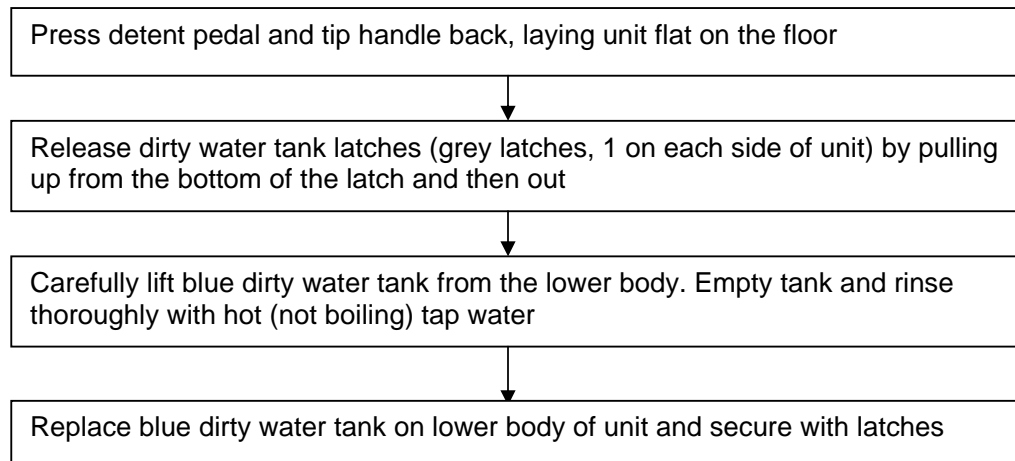 Press detent pedal and tip handle back, laying unit flat on the floor
Release dirty water tank latches (grey latches, 1 on each side of unit) by pulling
up from the bottom of the latch and then out
Carefully lift blue dirty water tank from the lower body. Empty tank and rinse
thoroughly with hot (not boiling) tap water
Replace blue dirty water tank on lower body of unit and secure with latches